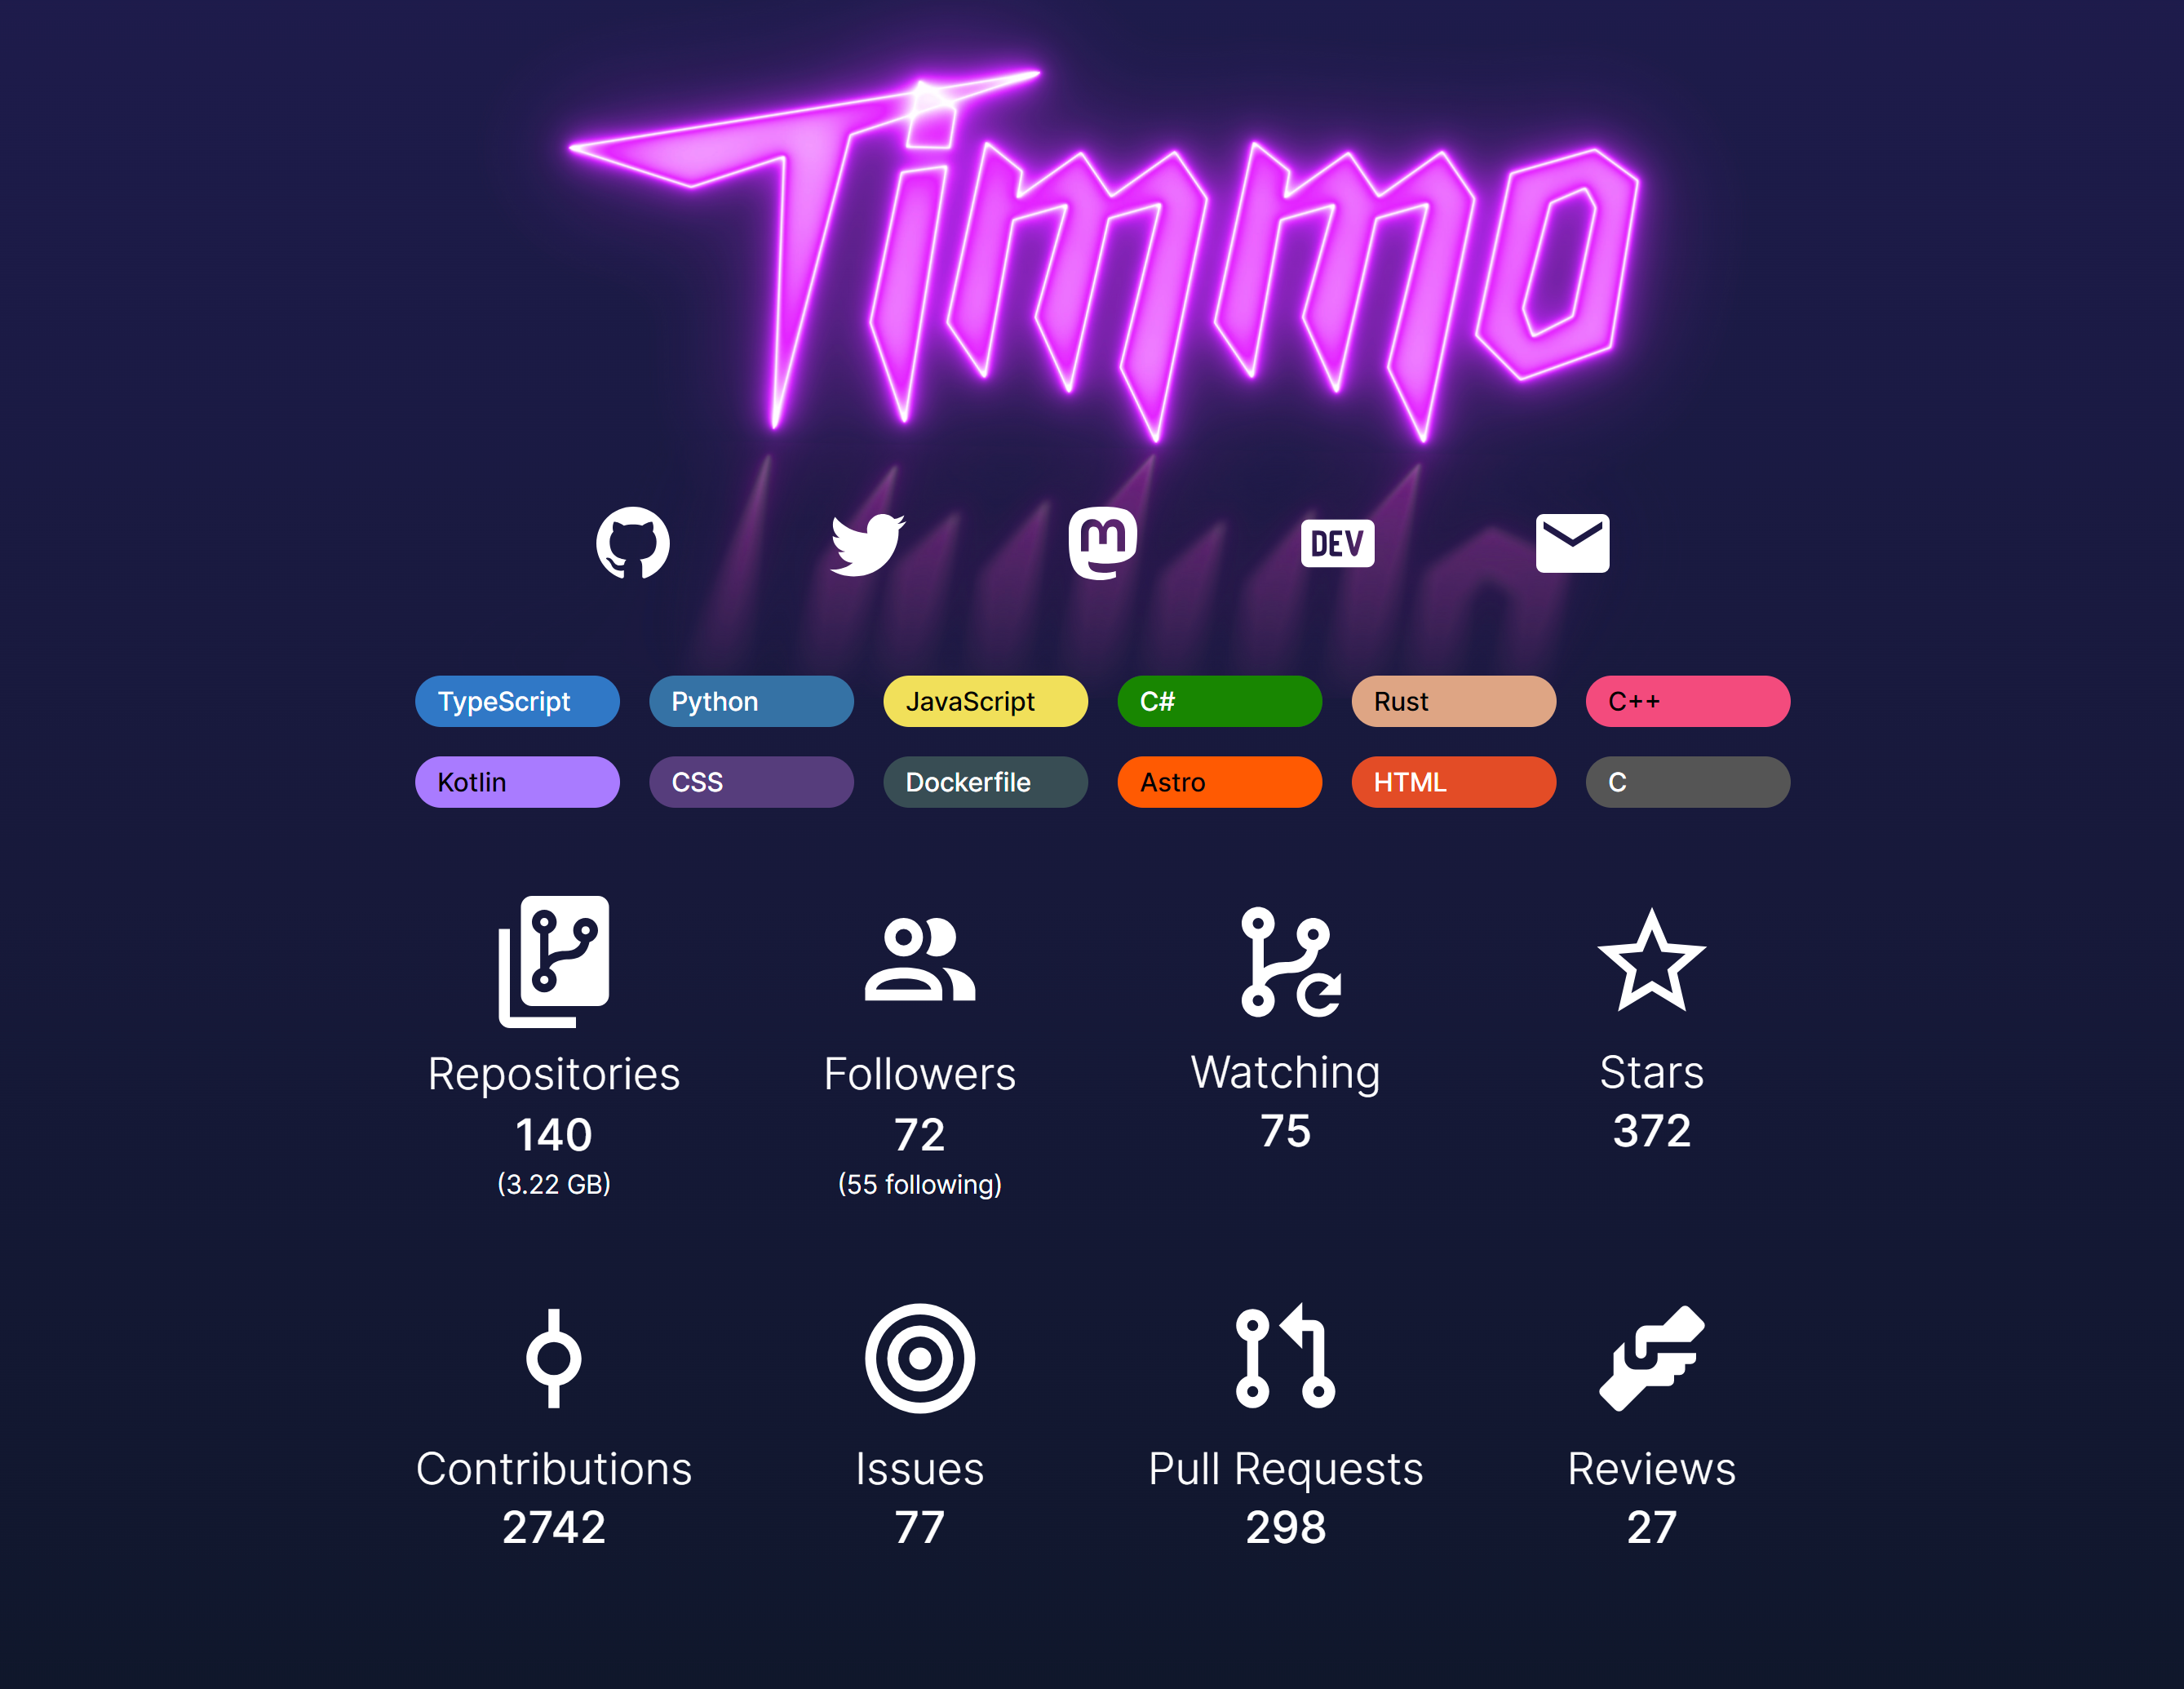 Timmo
DEV
TypeScript Python JavaScript C# Rust C++
Kotlin CSS Dockerfile Astro HTML C
Repositories Followers Watching Stars
140 72 75 372
(3.22 GB) (55 following)
Contributions Issues Pull Requests Reviews
2742 77 298 27